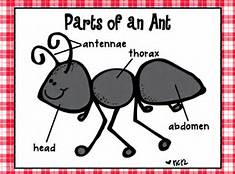 Parts of an Ant
antennae
thorax
abdomen
head